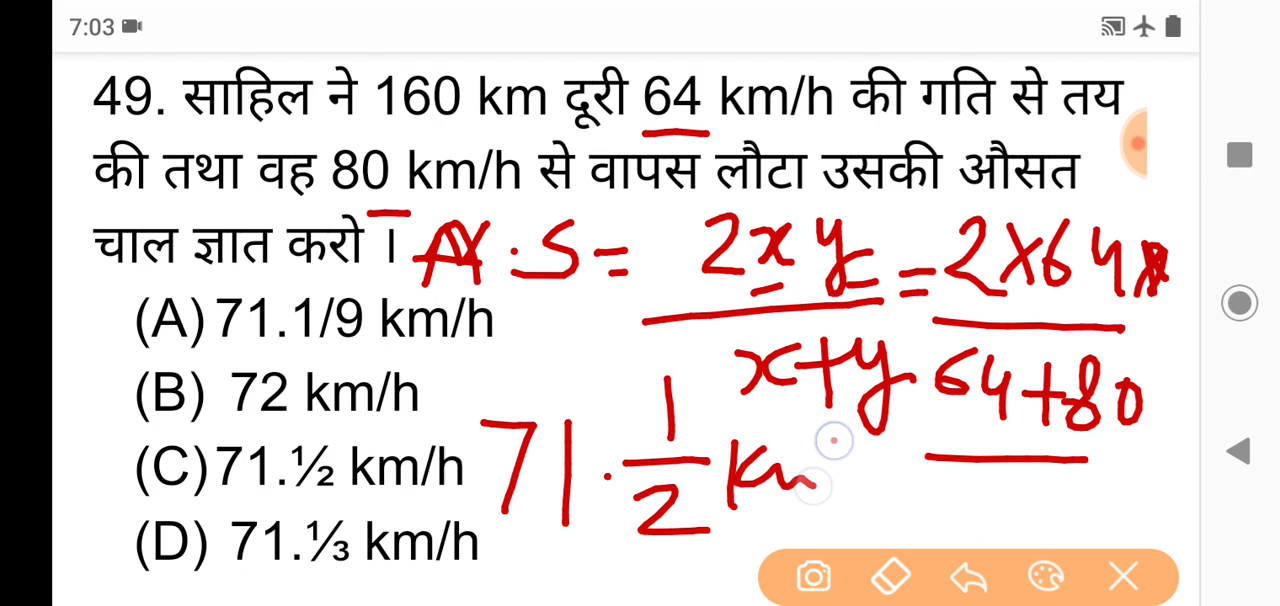 7:03
49. साहिल ने 160 km दूरी 64 km/h की गति से तय
की तथा वह 80 km/h से वापस लौटा उसकी औसत
चाल ज्ञात करो । AV.S = 2xy/x+y = 2×64×/64+80
(A) 71.1/9 km/h
(B) 72 km/h
(C) 71.½ km/h
(D) 71.⅓ km/h
71.1/2 km